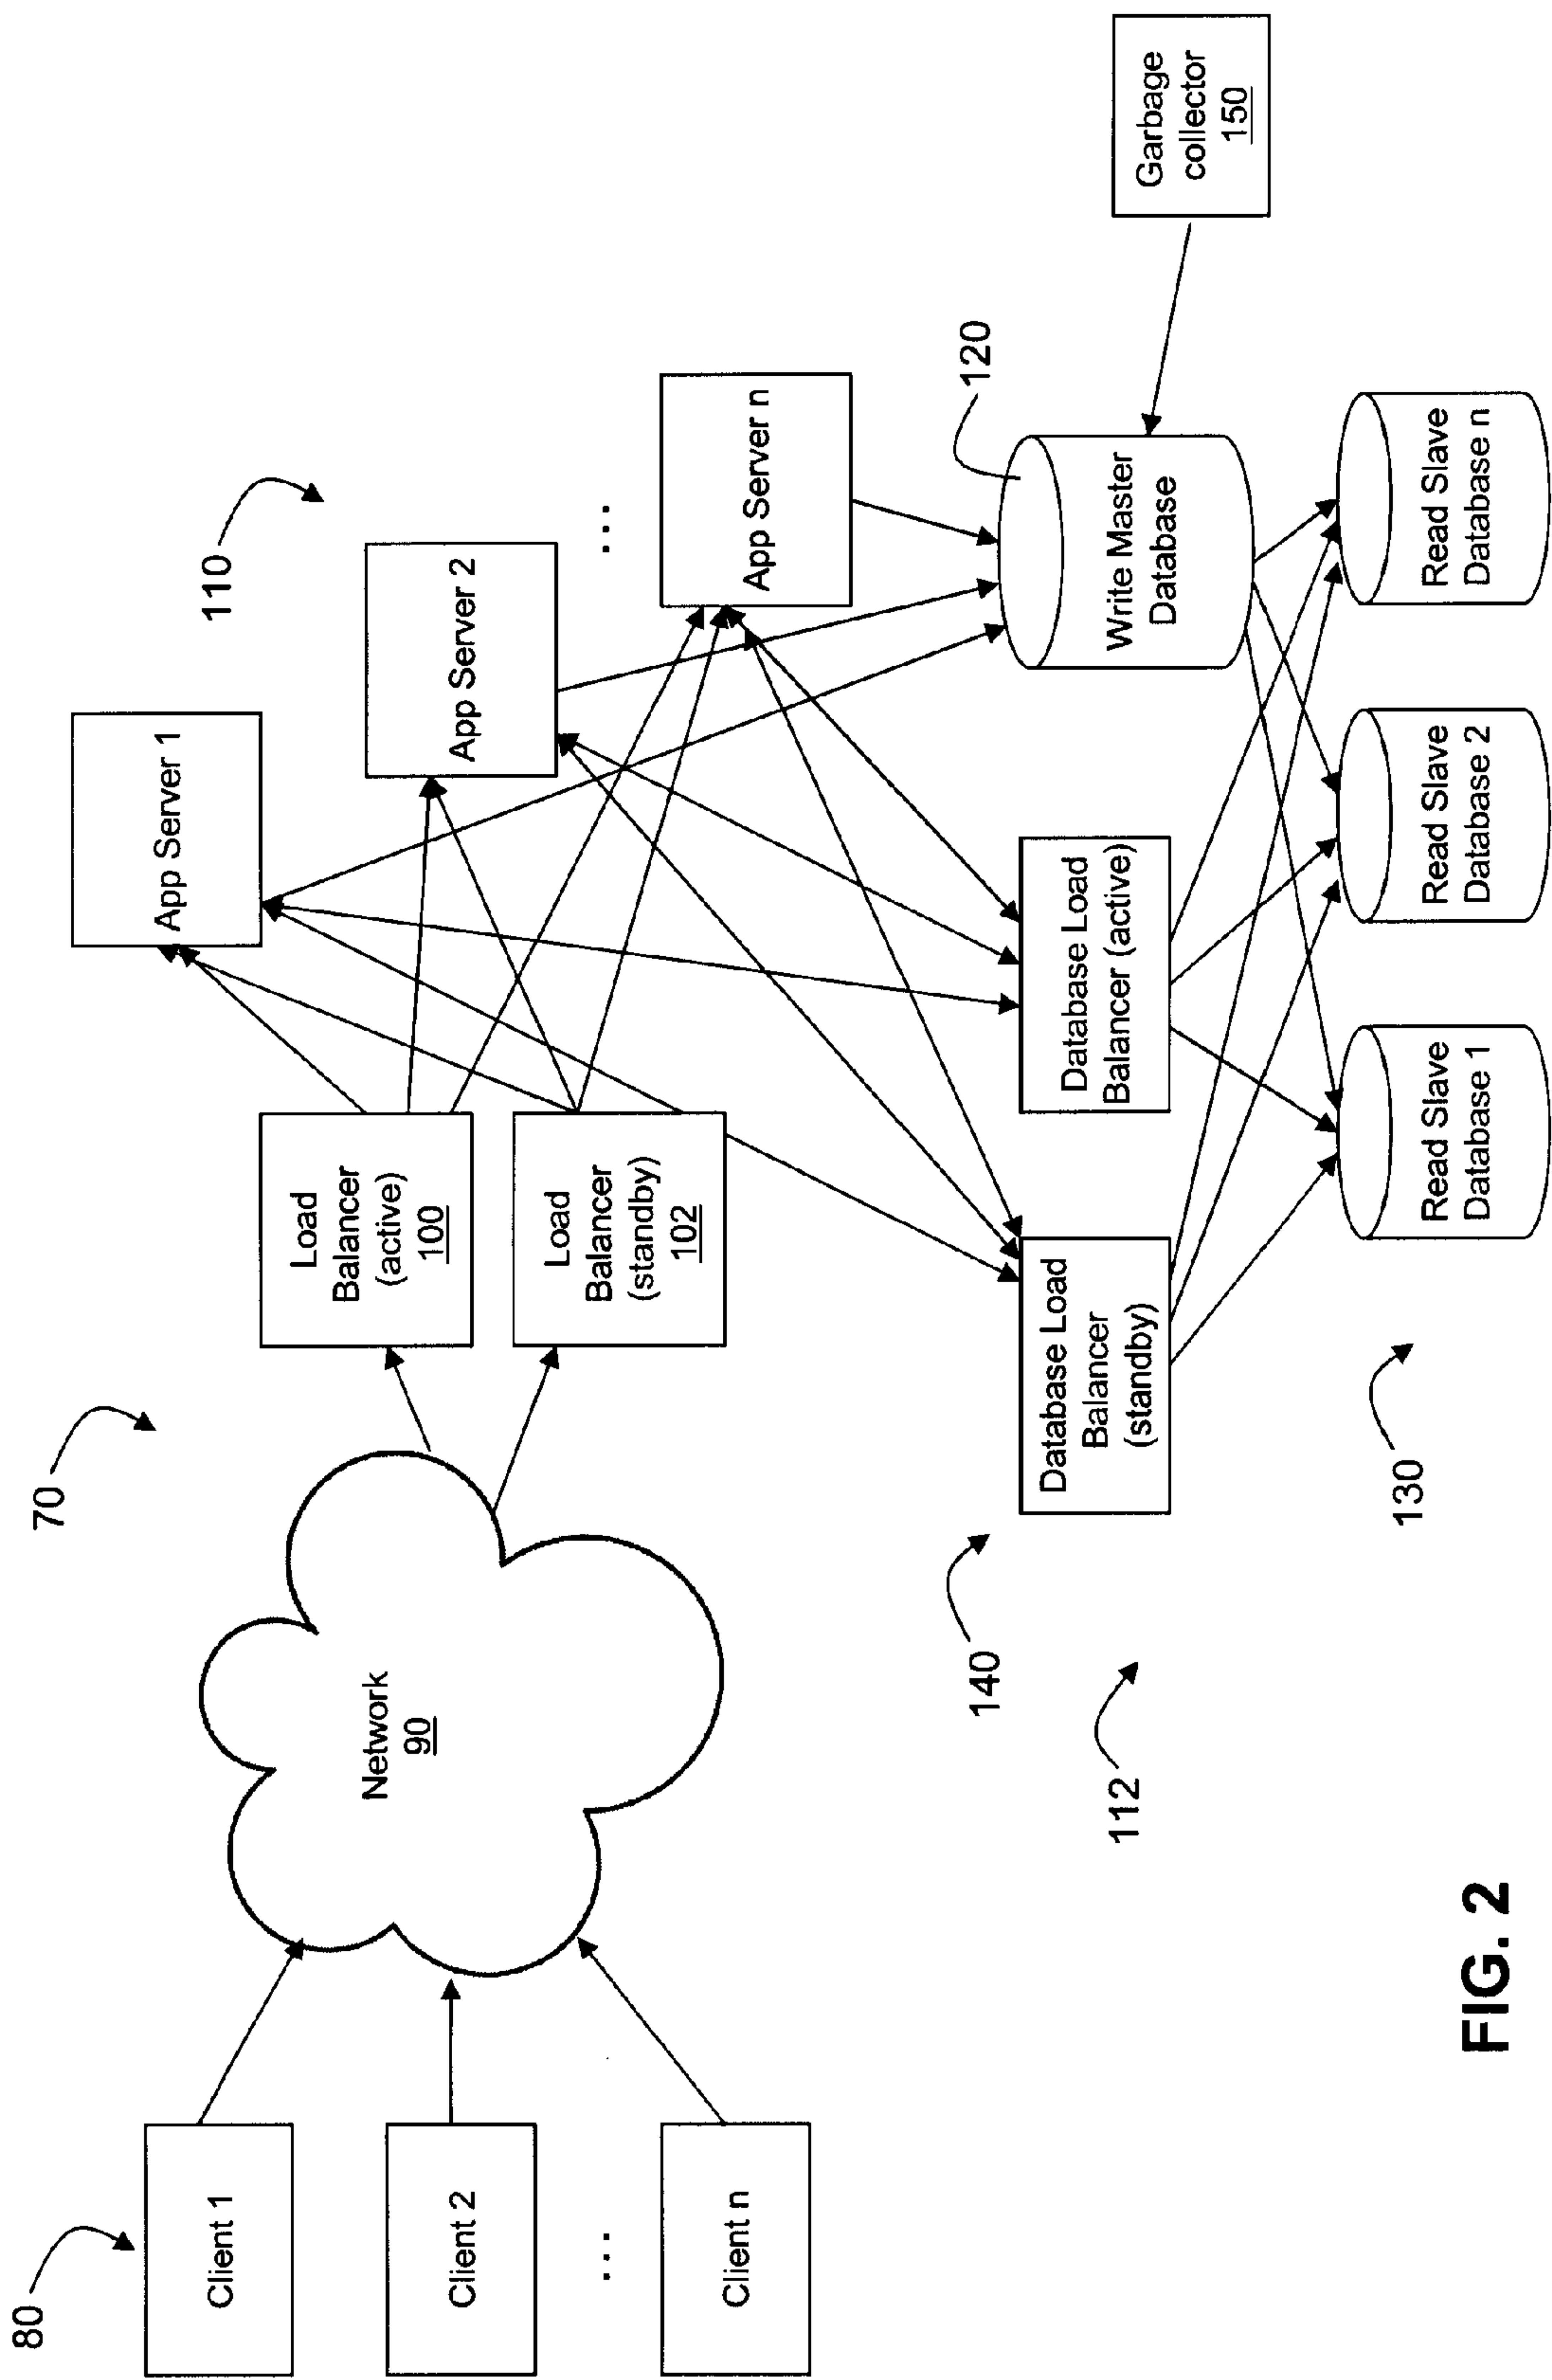 80
Client 1
Client 2
...
Client n
Network
90
70
Load
Balancer
(active)
100
Load
Balancer
(standby)
102
110
App Server 1
App Server 2
...
App Server n
140
112
Database Load
Balancer
(standby)
Database Load
Balancer (active)
120
Write Master
Database
Garbage
collector
150
130
Read Slave
Database 1
Read Slave
Database 2
Read Slave
Database n
FIG. 2